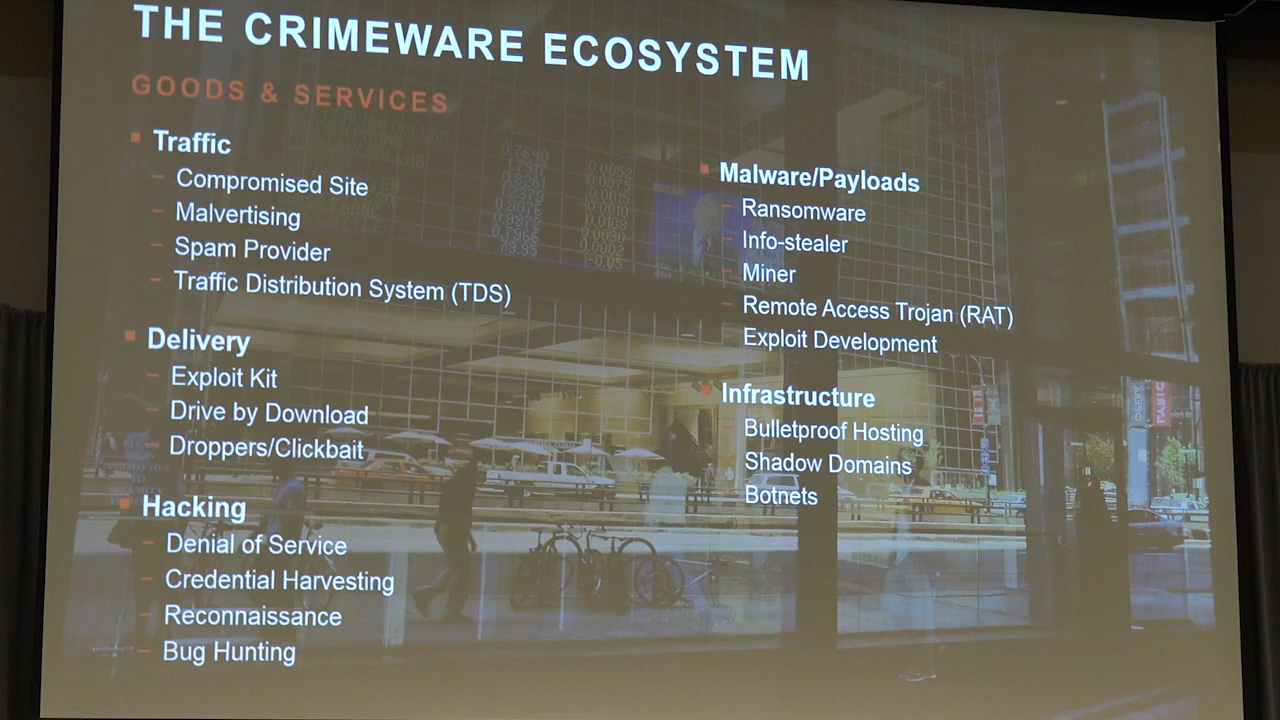 THE CRIMEWARE ECOSYSTEM
GOODS & SERVICES
Traffic
Compromised Site
Malvertising
Spam Provider
Traffic Distribution System (TDS)
Delivery
Exploit Kit
Drive by Download
Droppers/Clickbait
Hacking
Denial of Service
Credential Harvesting
Reconnaissance
Bug Hunting
Malware/Payloads
Ransomware
Info-stealer
Miner
Remote Access Trojan (RAT)
Exploit Development
Infrastructure
Bulletproof Hosting
Shadow Domains
Botnets